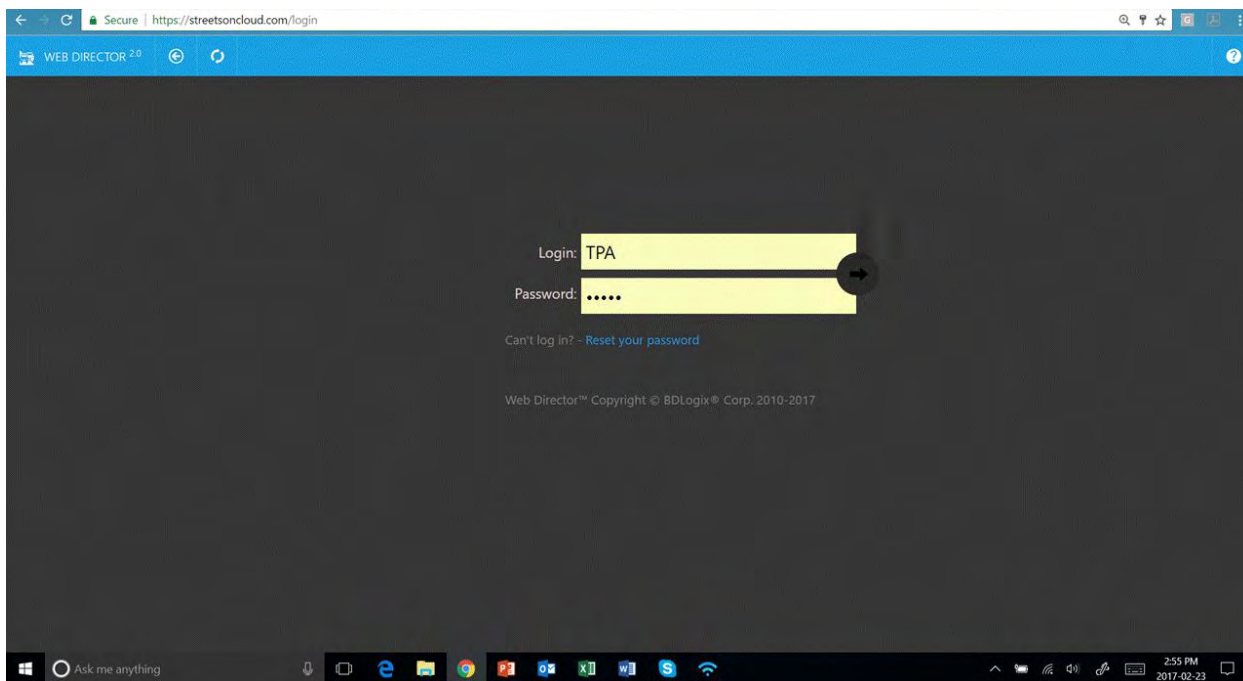 Secure | https://streetsoncloud.com/login
WEB DIRECTOR 2.0
?
Login: TPA
Password: •••••
Can't log in? - Reset your password
Web Director™ Copyright © BDLogix® Corp. 2010-2017
Ask me anything
2:55 PM
2017-02-23